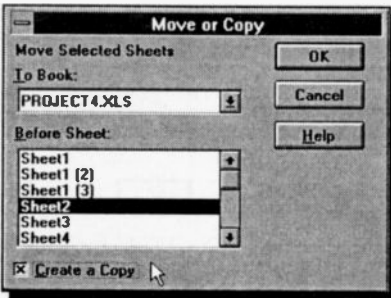 Move or Copy
Move Selected Sheets
To Book:
PROJECT4.XLS
Before Sheet:
Sheet1
Sheet1 (2)
Sheet1 (3)
Sheet2
Sheet3
Sheet4
Create a Copy
OK
Cancel
Help